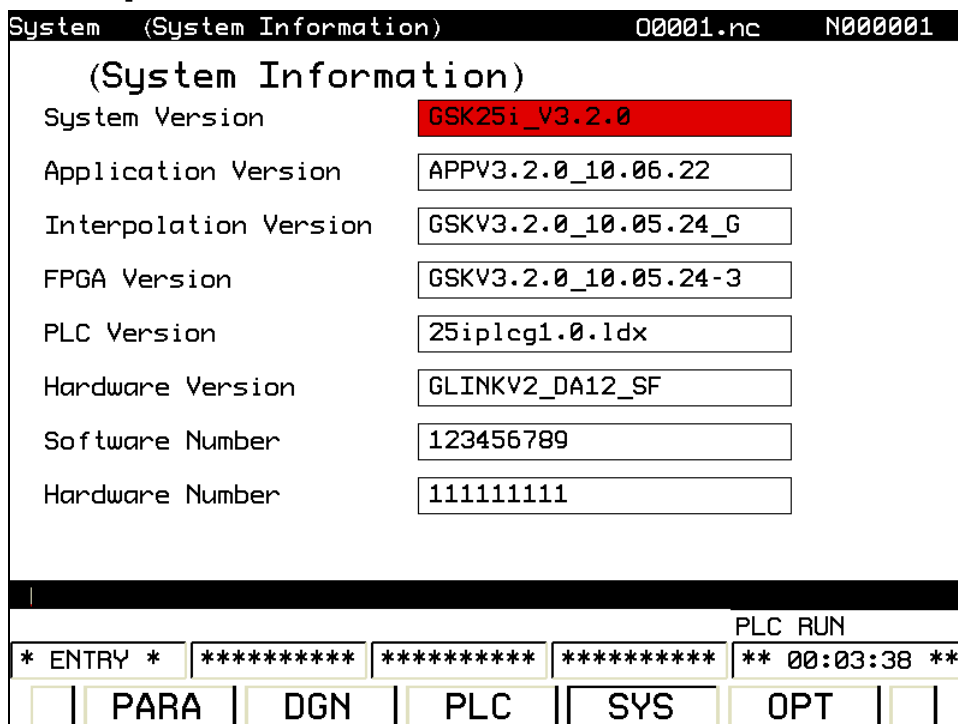 System (System Information) O0001.nc N000001
(System Information)
System Version GSK25i_V3.2.0
Application Version APPV3.2.0_10.06.22
Interpolation Version GSKV3.2.0_10.05.24_G
FPGA Version GSKV3.2.0_10.05.24-3
PLC Version 25iplcg1.0.ldx
Hardware Version GLINKV2_DA12_SF
Software Number 123456789
Hardware Number 111111111
PLC RUN
* ENTRY * ********** ********** ********** ** 00:03:38 **
PARA DGN PLC SYS OPT